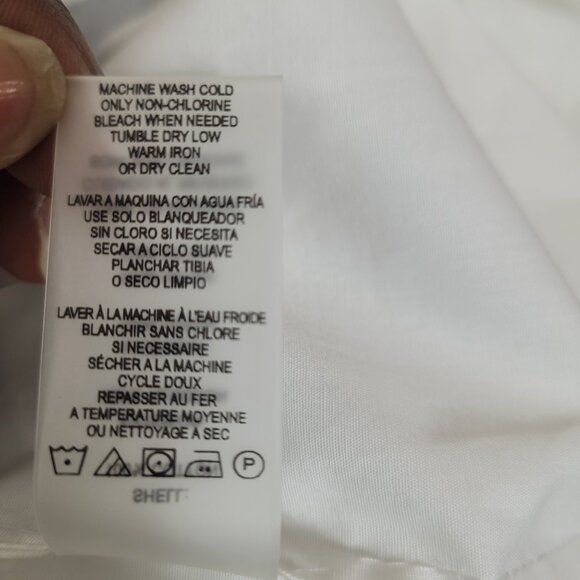 MACHINE WASH COLD
ONLY NON-CHLORINE
BLEACH WHEN NEEDED
TUMBLE DRY LOW
WARM IRON
OR DRY CLEAN
LAVAR A MAQUINA CON AGUA FRÍA
USE SOLO BLANQUEADOR
SIN CLORO SI NECESITA
SECAR A CICLO SUAVE
PLANCHAR TIBIA
O SECO LIMPIO
LAVER À LA MACHINE À L'EAU FROIDE
BLANCHIR SANS CHLORE
SI NECESSAIRE
SÉCHER A LA MACHINE
CYCLE DOUX
REPASSER AU FER
A TEMPERATURE MOYENNE
OU NETTOYAGE A SEC
P
SHELL: